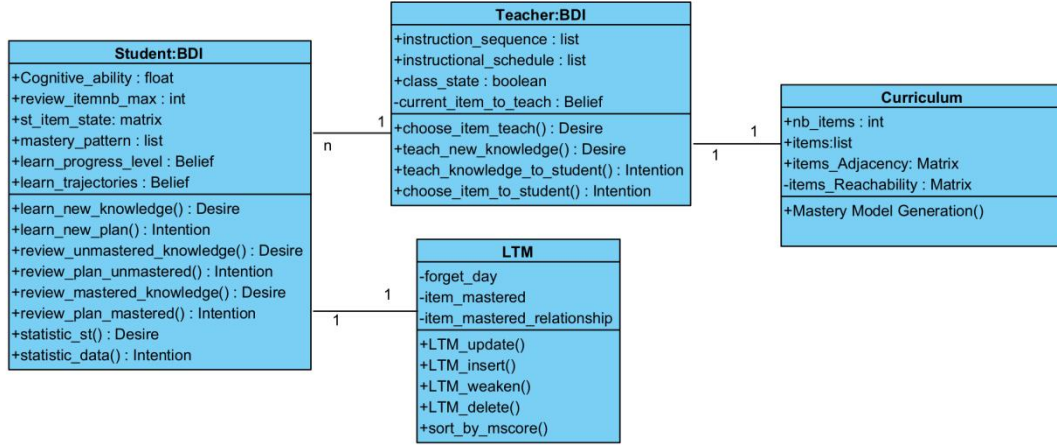 Student:BDI
+Cognitive_ability : float
+review_itemnb_max : int
+st_item_state: matrix
+mastery_pattern : list
+learn_progress_level : Belief
+learn_trajectories : Belief
+learn_new_knowledge() : Desire
+learn_new_plan() : Intention
+review_unmastered_knowledge() : Desire
+review_plan_unmastered() : Intention
+review_mastered_knowledge() : Desire
+review_plan_mastered() : Intention
+statistic_st() : Desire
+statistic_data() : Intention
n
1
Teacher:BDI
+instruction_sequence : list
+instructional_schedule : list
+class_state : boolean
-current_item_to_teach : Belief
+choose_item_teach() : Desire
+teach_new_knowledge() : Desire
+teach_knowledge_to_student() : Intention
+choose_item_to_student() : Intention
1
1
Curriculum
+nb_items : int
+items:list
+items_Adjacency: Matrix
-items_Reachability : Matrix
+Mastery Model Generation()
1
1
LTM
-forget_day
-item_mastered
-item_mastered_relationship
+LTM_update()
+LTM_insert()
+LTM_weaken()
+LTM_delete()
+sort_by_mscore()